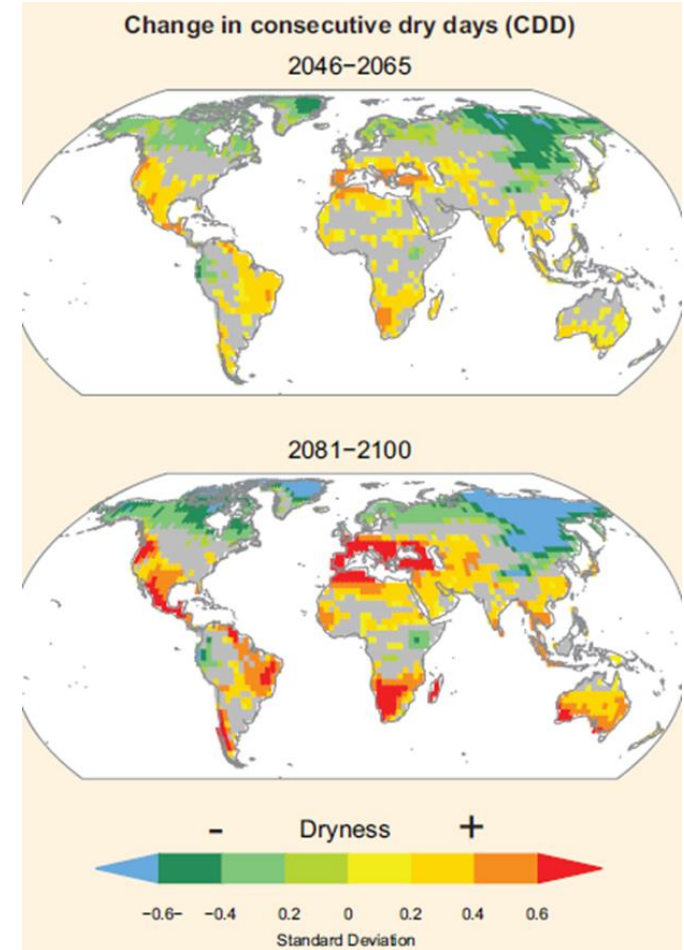 Change in consecutive dry days (CDD)
2046−2065
2081−2100
- Dryness +
−0.6− −0.4 0.2 0 0.2 0.4 0.6
Standard Deviation